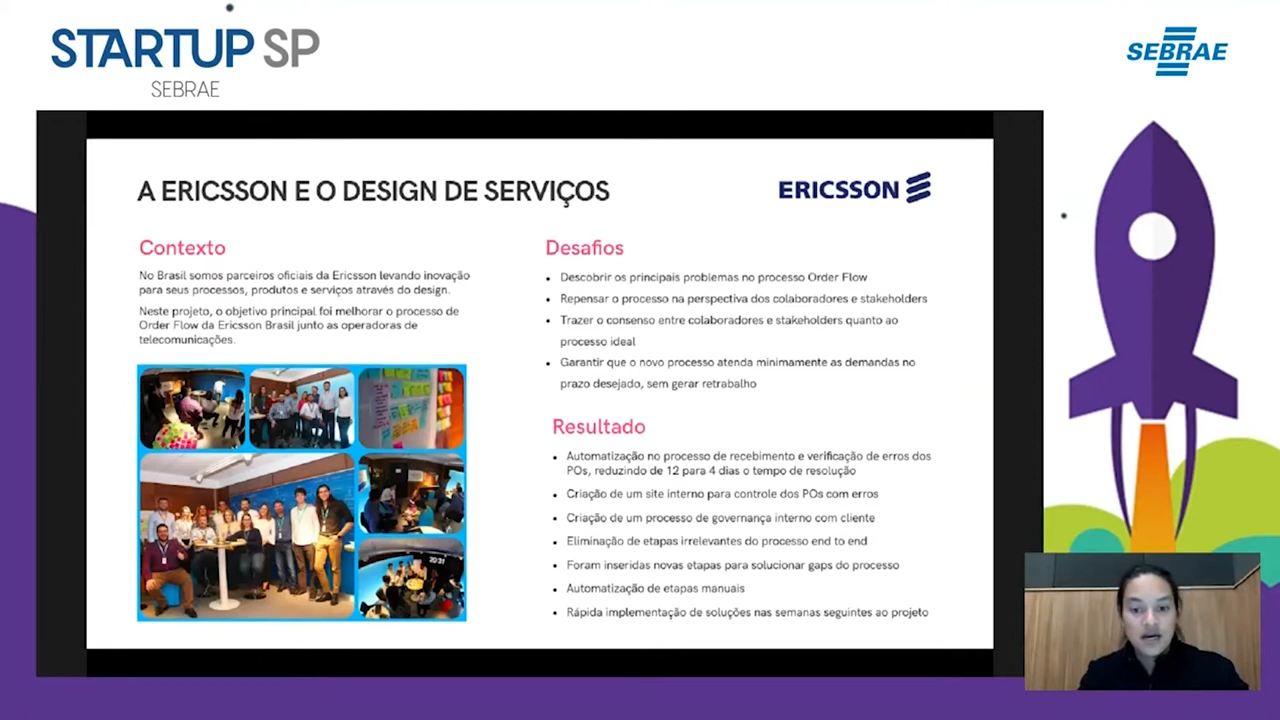 STARTUP SP
SEBRAE
SEBRAE
A ERICSSON E O DESIGN DE SERVIÇOS
ERICSSON
Contexto
No Brasil somos parceiros oficiais da Ericsson levando inovação
para seus processos, produtos e serviços através do design.
Neste projeto, o objetivo principal foi melhorar o processo de
Order Flow da Ericsson Brasil junto as operadoras de
telecomunicações.
20:31
Desafios
• Descobrir os principais problemas no processo Order Flow
• Repensar o processo na perspectiva dos colaboradores e stakeholders
• Trazer o consenso entre colaboradores e stakeholders quanto ao
processo ideal
• Garantir que o novo processo atenda minimamente as demandas no
prazo desejado, sem gerar retrabalho
Resultado
• Automatização no processo de recebimento e verificação de erros dos
POs, reduzindo de 12 para 4 dias o tempo de resolução
• Criação de um site interno para controle dos POs com erros
• Criação de um processo de governança interno com cliente
• Eliminação de etapas irrelevantes do processo end to end
• Foram inseridas novas etapas para solucionar gaps do processo
• Automatização de etapas manuais
• Rápida implementação de soluções nas semanas seguintes ao projeto